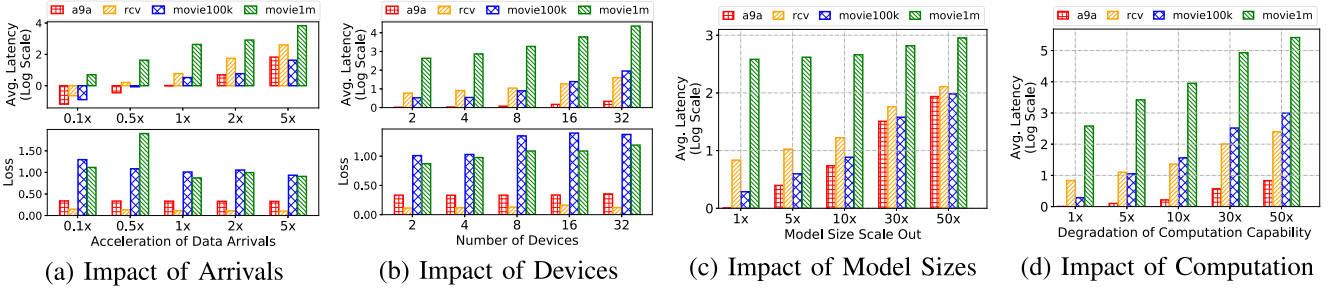 a9a rcv movie100k movie1m
Avg. Latency
(Log Scale)
4
2
0
0.1x 0.5x 1x 2x 5x
Loss
1.50
1.00
0.50
0.00
0.1x 0.5x 1x 2x 5x
Acceleration of Data Arrivals
(a) Impact of Arrivals
a9a rcv movie100k movie1m
Avg. Latency
(Log Scale)
4
3
2
1
0
2 4 8 16 32
Loss
1.00
0.50
0.00
2 4 8 16 32
Number of Devices
(b) Impact of Devices
a9a rcv movie100k movie1m
Avg. Latency
(Log Scale)
3
2
1
0
1x 5x 10x 30x 50x
Model Size Scale Out
(c) Impact of Model Sizes
a9a rcv movie100k movie1m
Avg. Latency
(Log Scale)
5
4
3
2
1
0
1x 5x 10x 30x 50x
Degradation of Computation Capability
(d) Impact of Computation